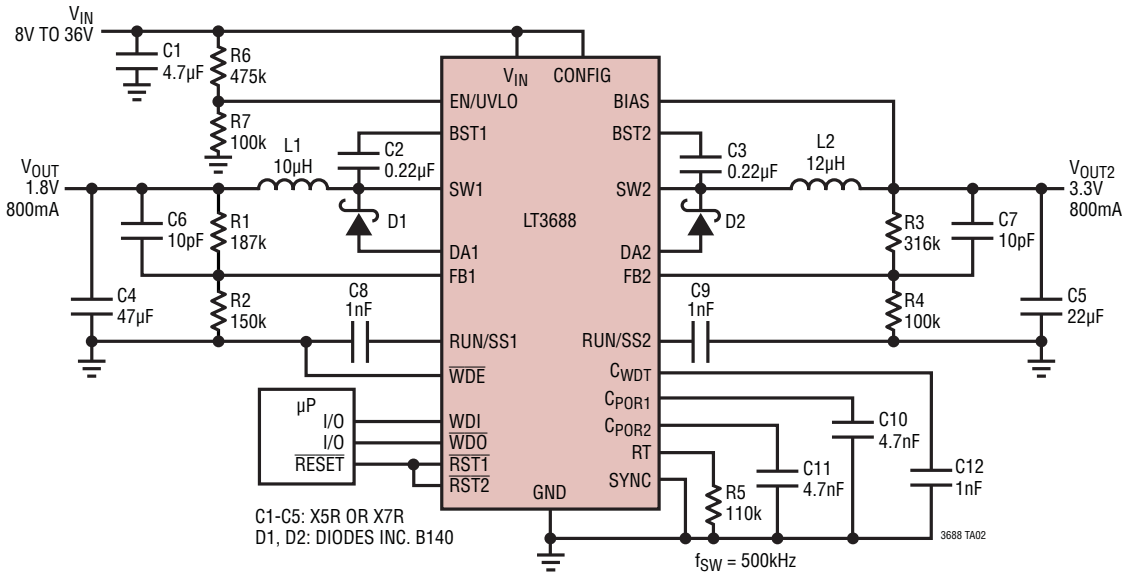 VIN
8V TO 36V
C1
4.7µF
R6
475k
R7
100k
VIN
CONFIG
EN/UVLO
BIAS
BST1
BST2
L1
10µH
C2
0.22µF
C3
0.22µF
L2
12µH
VOUT
1.8V
800mA
SW1
SW2
VOUT2
3.3V
800mA
LT3688
C6
10pF
R1
187k
D1
D2
R3
316k
C7
10pF
DA1
DA2
FB1
FB2
C4
47µF
R2
150k
C8
1nF
C9
1nF
R4
100k
C5
22µF
RUN/SS1
RUN/SS2
WDE
CWDT
µP
I/O
I/O
RESET
WDI
WDO
RST1
RST2
CPOR1
CPOR2
RT
SYNC
GND
C10
4.7nF
C11
4.7nF
C12
1nF
R5
110k
C1-C5: X5R OR X7R
D1, D2: DIODES INC. B140
fSW = 500kHz
3688 TA02